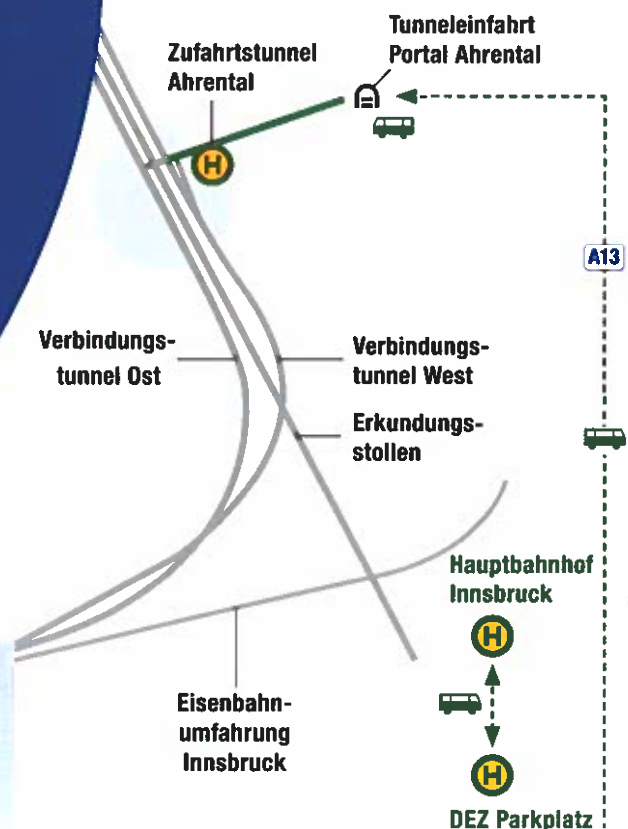 Tunneleinfahrt
Portal Ahrental
Zufahrtstunnel
Ahrental
H
A13
Verbindungs-
tunnel Ost
Verbindungs-
tunnel West
Erkundungs-
stollen
Hauptbahnhof
Innsbruck
H
Eisenbahn-
umfahrung
Innsbruck
H
DEZ Parkplatz